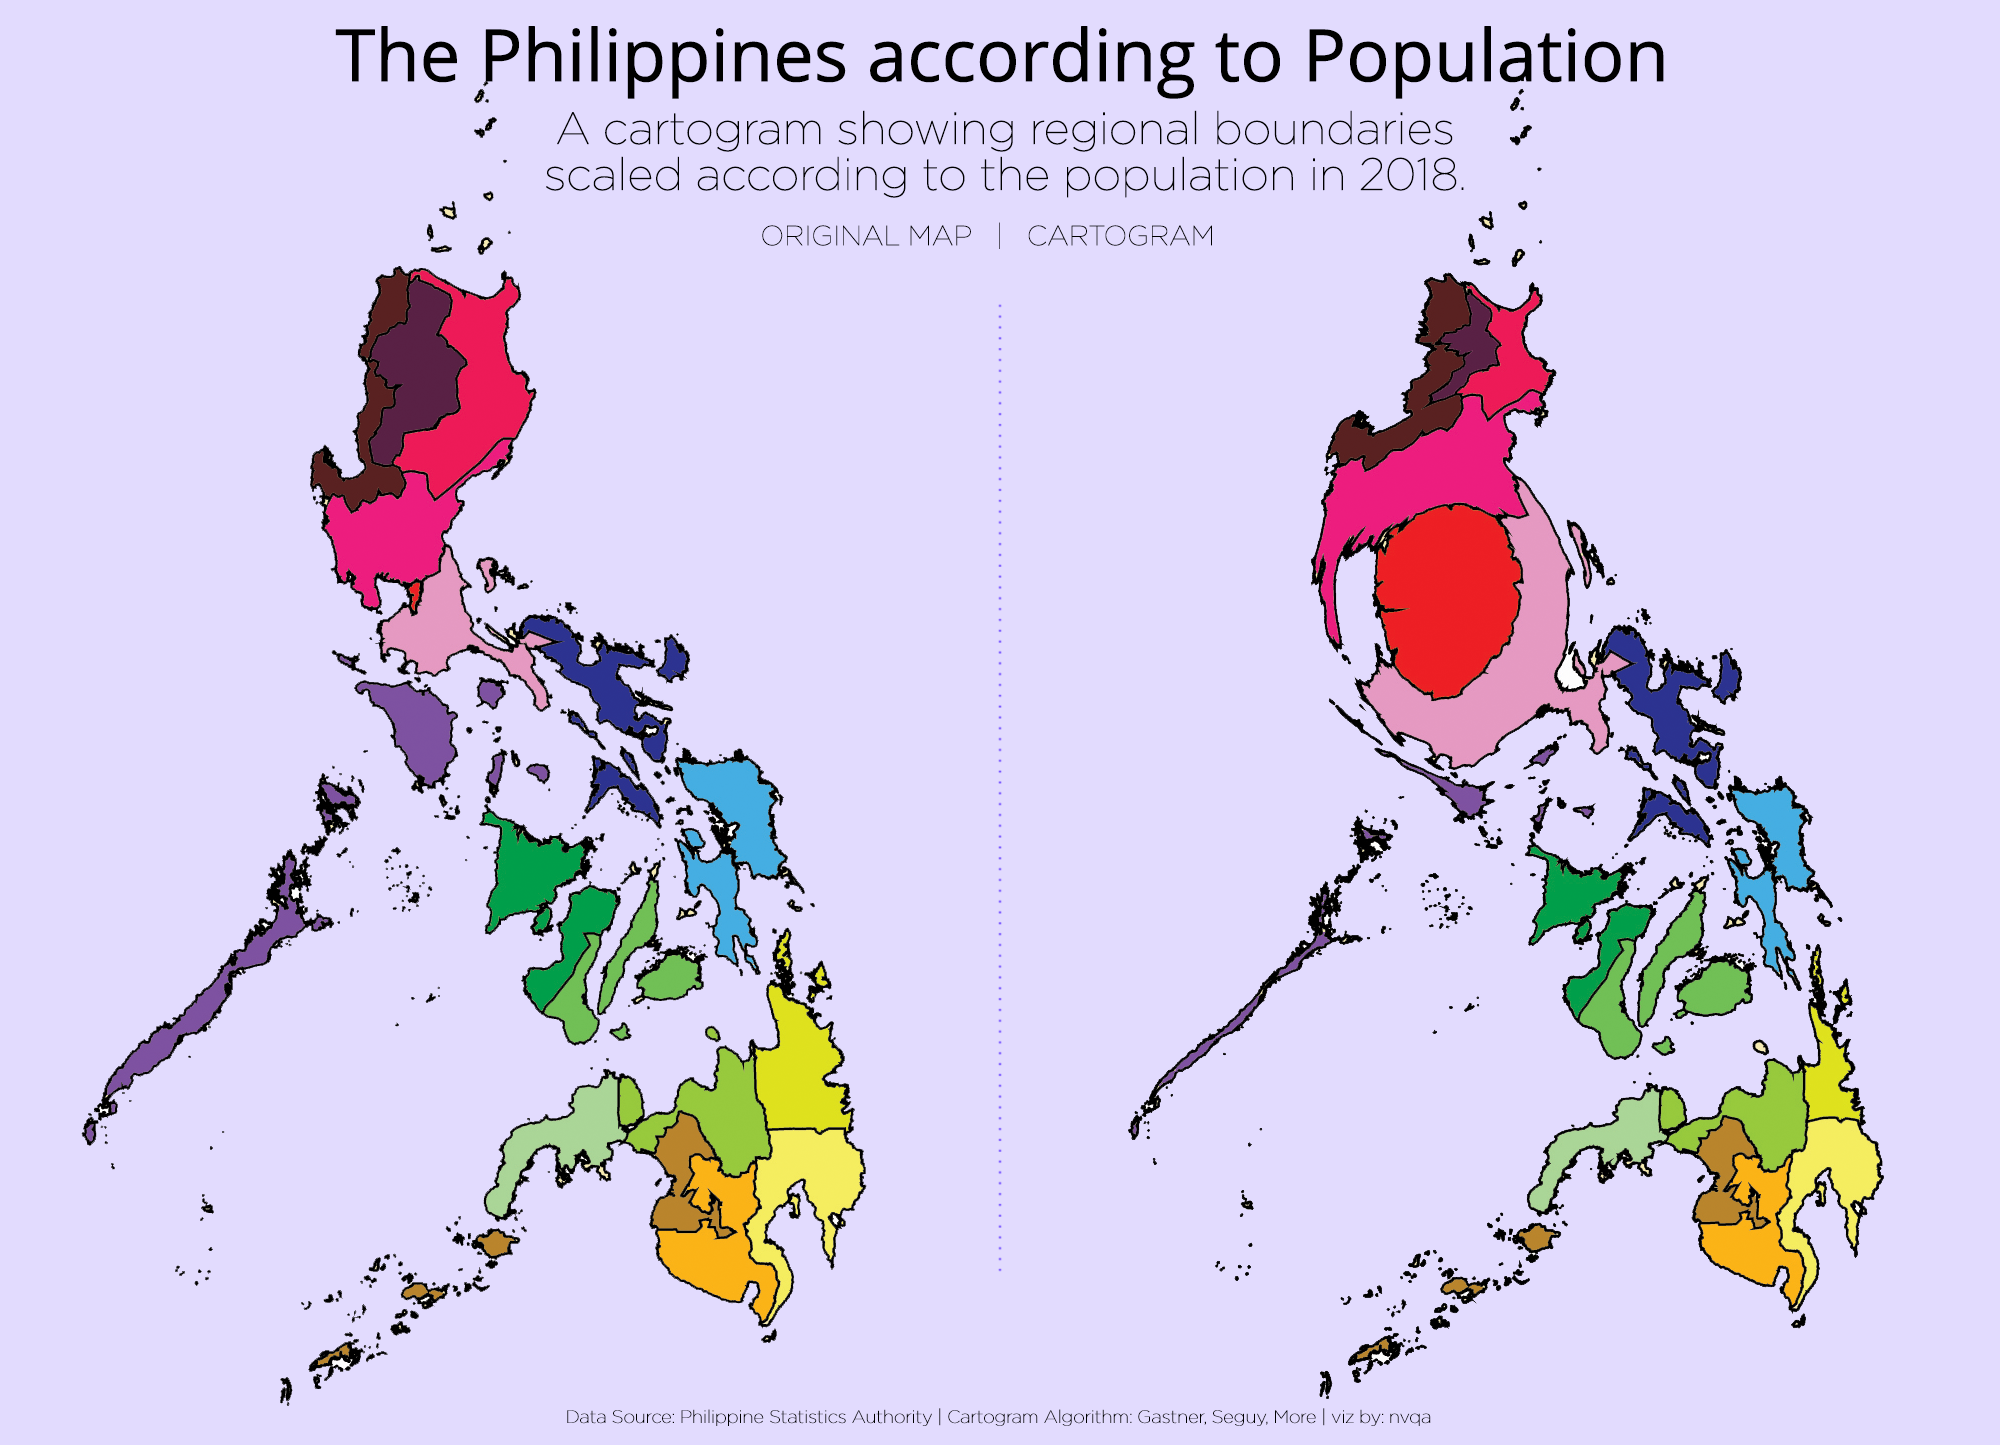 The Philippines according to Population
A cartogram showing regional boundaries
scaled according to the population in 2018.
ORIGINAL MAP | CARTOGRAM
Data Source: Philippine Statistics Authority | Cartogram Algorithm: Gastner, Seguy, More | viz by: nvqa